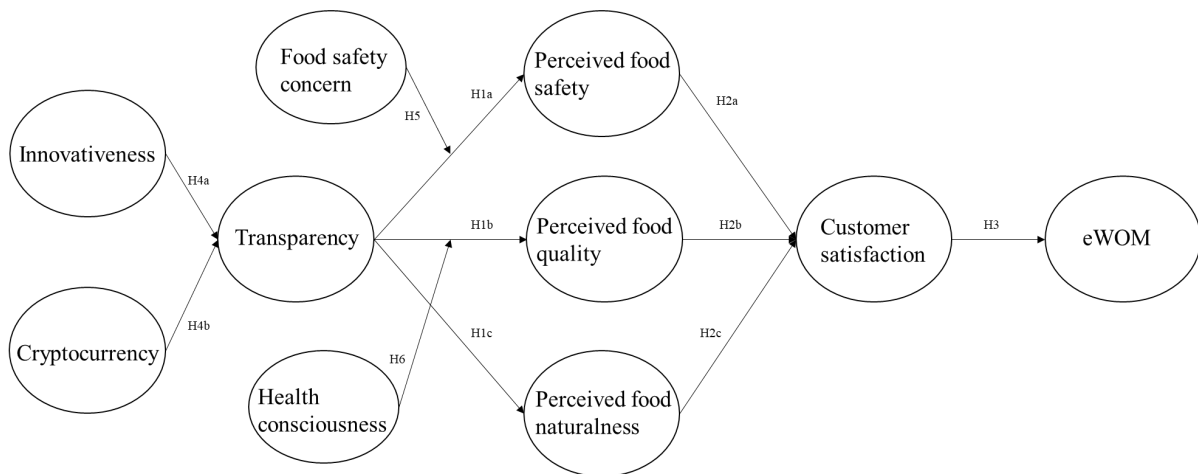 Food safety
concern
Perceived food
safety
H1a
H2a
H5
Innovativeness
H4a
Transparency
H1b
Perceived food
quality
H2b
Customer
satisfaction
H3
eWOM
H4b
Cryptocurrency
H6
H1c
H2c
Health
consciousness
Perceived food
naturalness